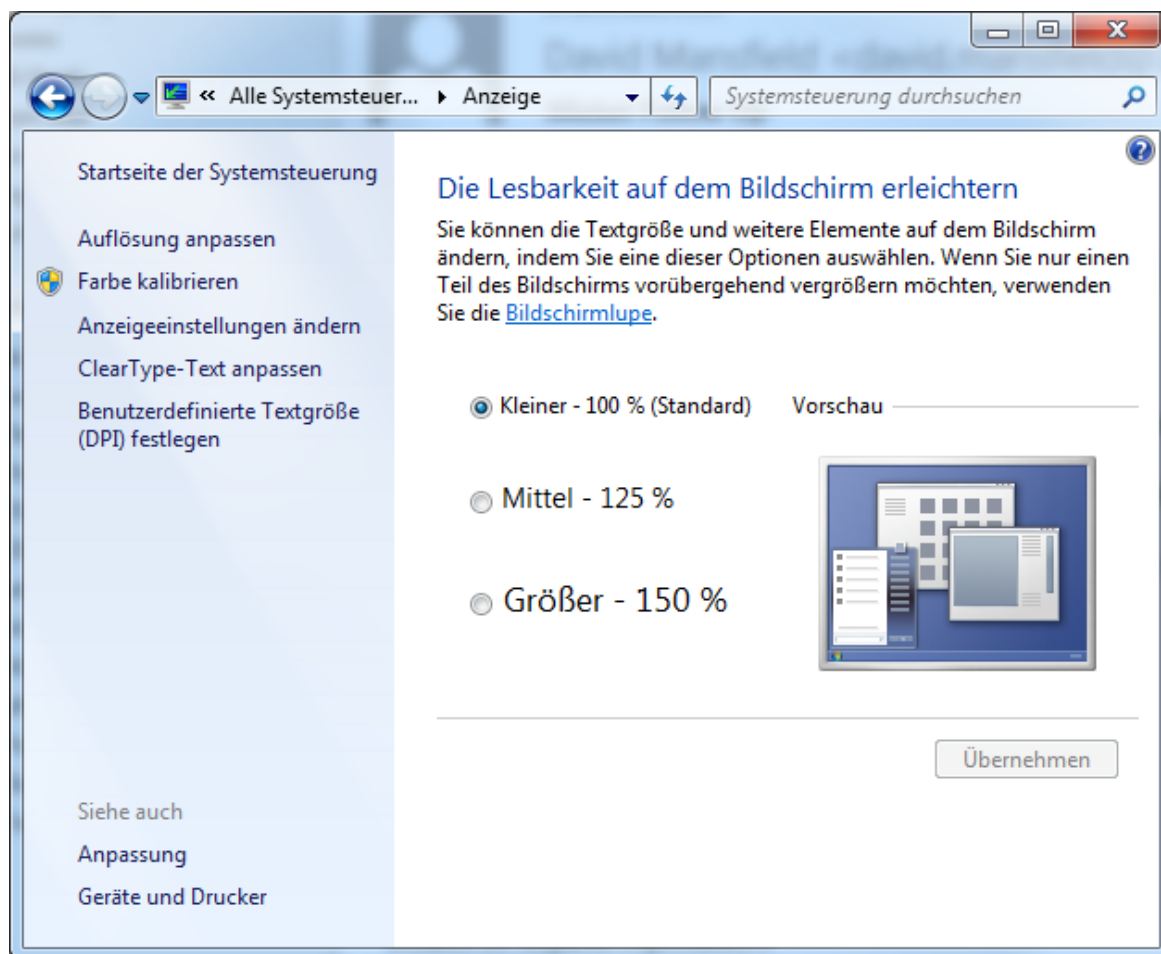 David Mansfield
« Alle Systemsteuer... Anzeige
Systemsteuerung durchsuchen
Startseite der Systemsteuerung
Auflösung anpassen
Farbe kalibrieren
Anzeigeeinstellungen ändern
ClearType-Text anpassen
Benutzerdefinierte Textgröße
(DPI) festlegen
Siehe auch
Anpassung
Geräte und Drucker
Die Lesbarkeit auf dem Bildschirm erleichtern
Sie können die Textgröße und weitere Elemente auf dem Bildschirm
ändern, indem Sie eine dieser Optionen auswählen. Wenn Sie nur einen
Teil des Bildschirms vorübergehend vergrößern möchten, verwenden
Sie die Bildschirmlupe.
Kleiner - 100 % (Standard)
Vorschau
Mittel - 125 %
Größer - 150 %
Übernehmen